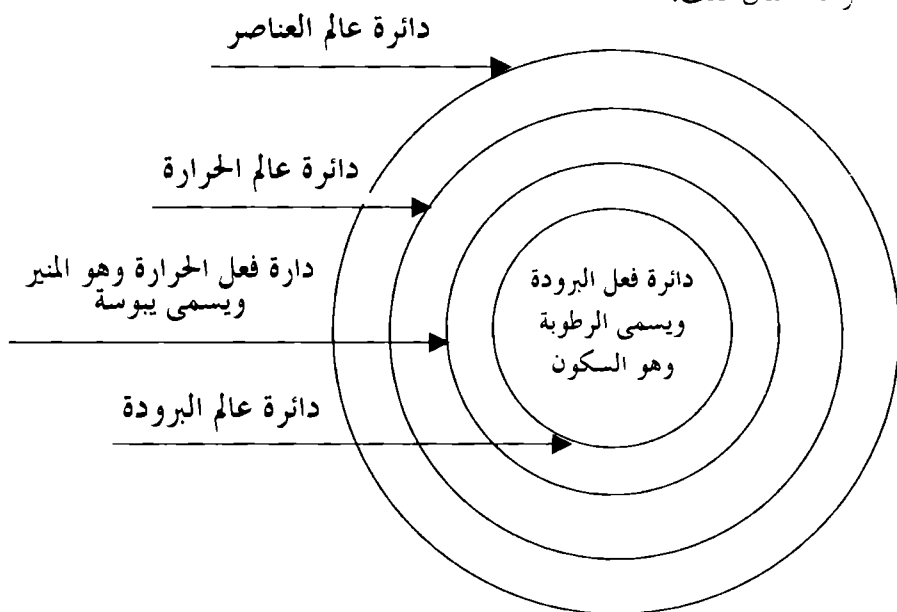 دائرة عالم العناصر
دائرة عالم الحرارة
دارة فعل الحرارة وهو المنير
ويسمى يبوسة
دائرة عالم البرودة
دائرة فعل البرودة
ويسمى الرطوبة
وهو السكون